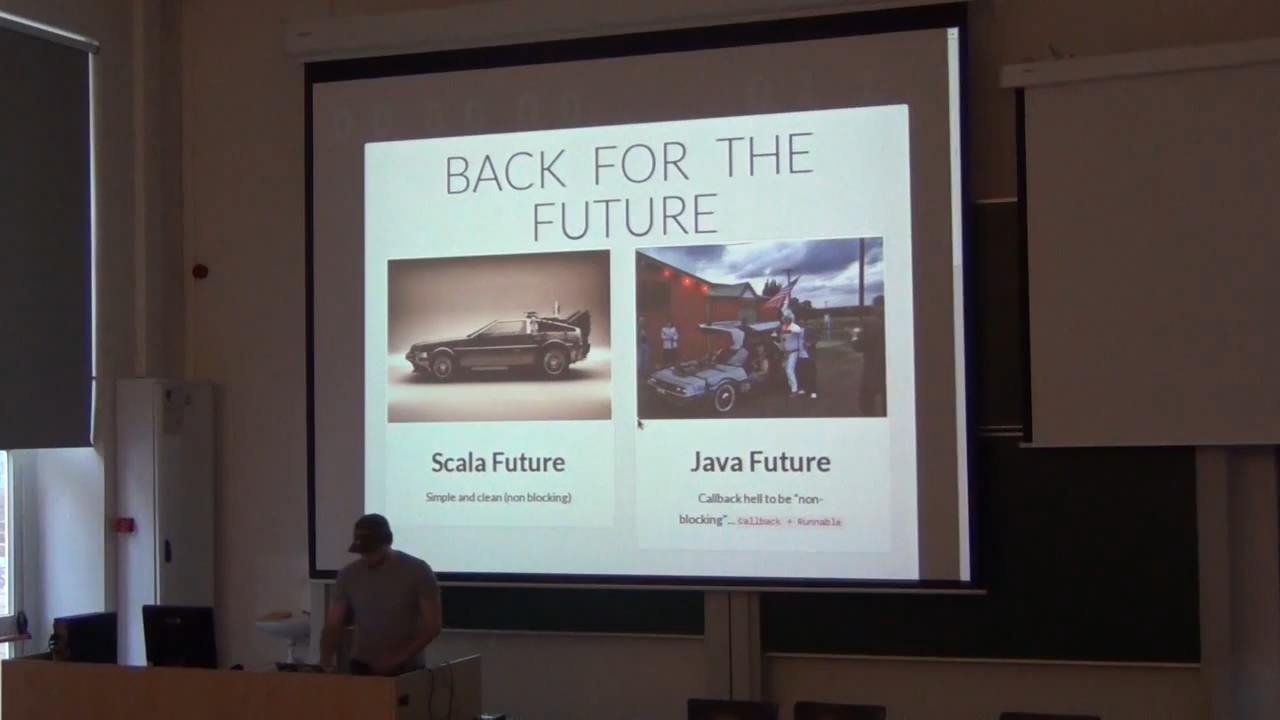 BACK FOR THE
FUTURE
Scala Future
Simple and clean (non blocking)
Java Future
Callback hell to be "non-
blocking"... Callback + Runnable